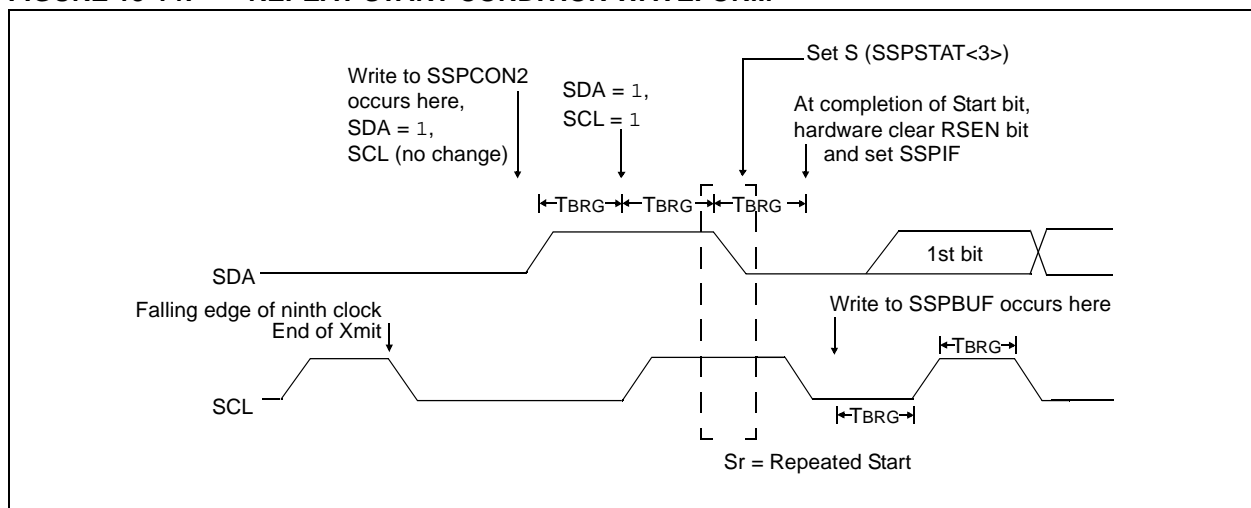 Set S (SSPSTAT<3>)
Write to SSPCON2
occurs here,
SDA = 1,
SCL (no change)
SDA = 1,
SCL = 1
At completion of Start bit,
hardware clear RSEN bit
and set SSPIF
TBRG
TBRG
TBRG
SDA
1st bit
Falling edge of ninth clock
End of Xmit
Write to SSPBUF occurs here
TBRG
SCL
TBRG
Sr = Repeated Start